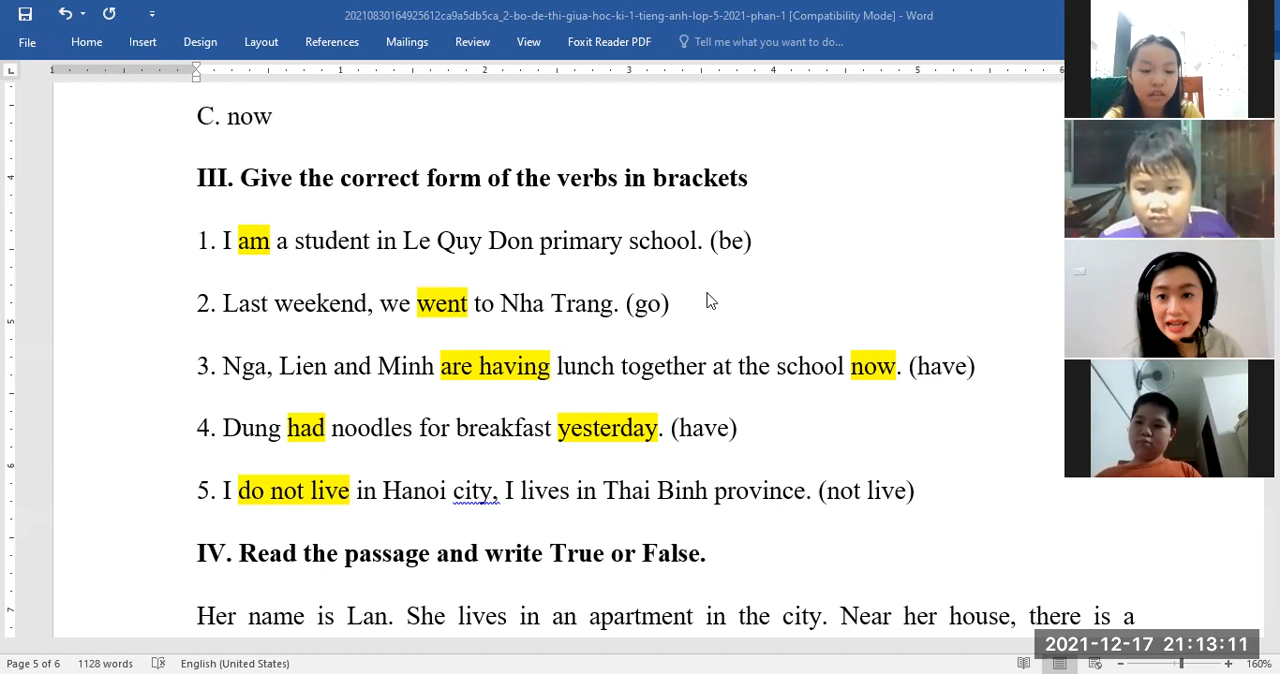 20210830164925612ca9a5db5ca_2-bo-de-thi-giua-hoc-ki-1-tieng-anh-lop-5-2021-phan-1 [Compatibility Mode] - Word
File Home Insert Design Layout References Mailings Review View Foxit Reader PDF Tell me what you want to do...
1 1 2 3 4 5 6
C. now
III. Give the correct form of the verbs in brackets
1. I am a student in Le Quy Don primary school. (be)
2. Last weekend, we went to Nha Trang. (go)
3. Nga, Lien and Minh are having lunch together at the school now. (have)
4. Dung had noodles for breakfast yesterday. (have)
5. I do not live in Hanoi city, I lives in Thai Binh province. (not live)
IV. Read the passage and write True or False.
Her name is Lan. She lives in an apartment in the city. Near her house, there is a
2021-12-17 21:13:11
Page 5 of 6 1128 words English (United States) 160%